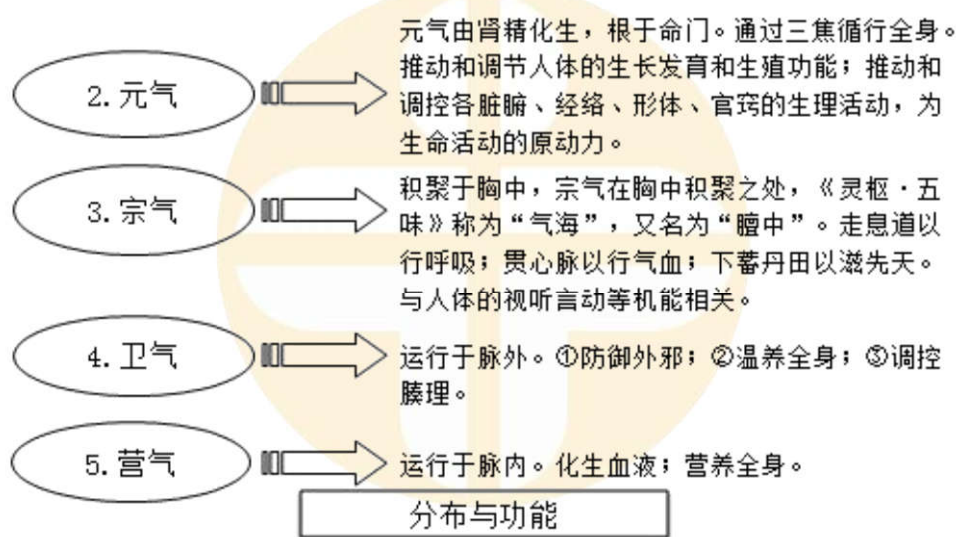 元气由肾精化生，根于命门。通过三焦循行全身。
推动和调节人体的生长发育和生殖功能；推动和
2.元气
调控各脏腑、经络、形体、官窍的生理活动，为
生命活动的原动力。
积聚于胸中，宗气在胸中积聚之处，《灵枢·五
3.宗气
味》称为“气海”，又名为“膻中”。走息道以
行呼吸；贯心脉以行气血；下蓄丹田以滋先天。
与人体的视听言动等机能相关。
4.卫气
运行于脉外。①防御外邪；②温养全身；③调控
腠理。
5.营气
运行于脉内。化生血液；营养全身。
分布与功能